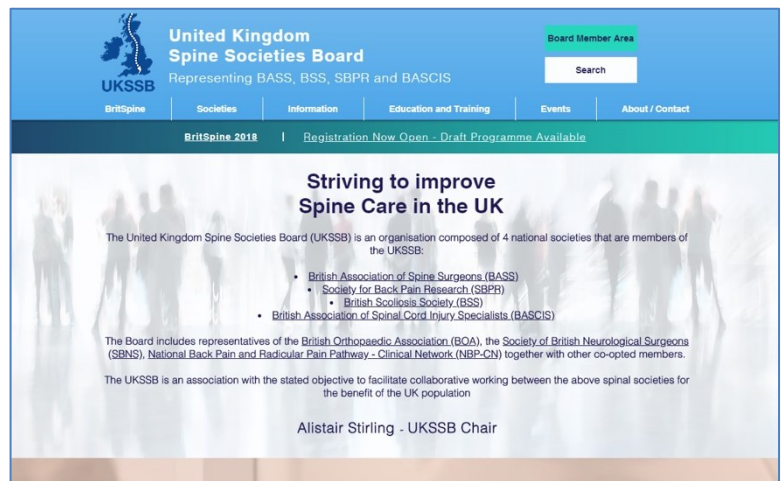 United Kingdom
Spine Societies Board
Representing BASS, BSS, SBPR and BASCIS
UKSSB
Board Member Area
Search
BritSpine
Societies
Information
Education and Training
Events
About / Contact
BritSpine 2018 | Registration Now Open - Draft Programme Available
Striving to improve
Spine Care in the UK
The United Kingdom Spine Societies Board (UKSSB) is an organisation composed of 4 national societies that are members of
the UKSSB:
• British Association of Spine Surgeons (BASS)
• Society for Back Pain Research (SBPR)
• British Scoliosis Society (BSS)
• British Association of Spinal Cord Injury Specialists (BASCIS)
The Board includes representatives of the British Orthopaedic Association (BOA), the Society of British Neurological Surgeons
(SBNS), National Back Pain and Radicular Pain Pathway - Clinical Network (NBP-CN) together with other co-opted members.
The UKSSB is an association with the stated objective to facilitate collaborative working between the above spinal societies for
the benefit of the UK population
Alistair Stirling - UKSSB Chair